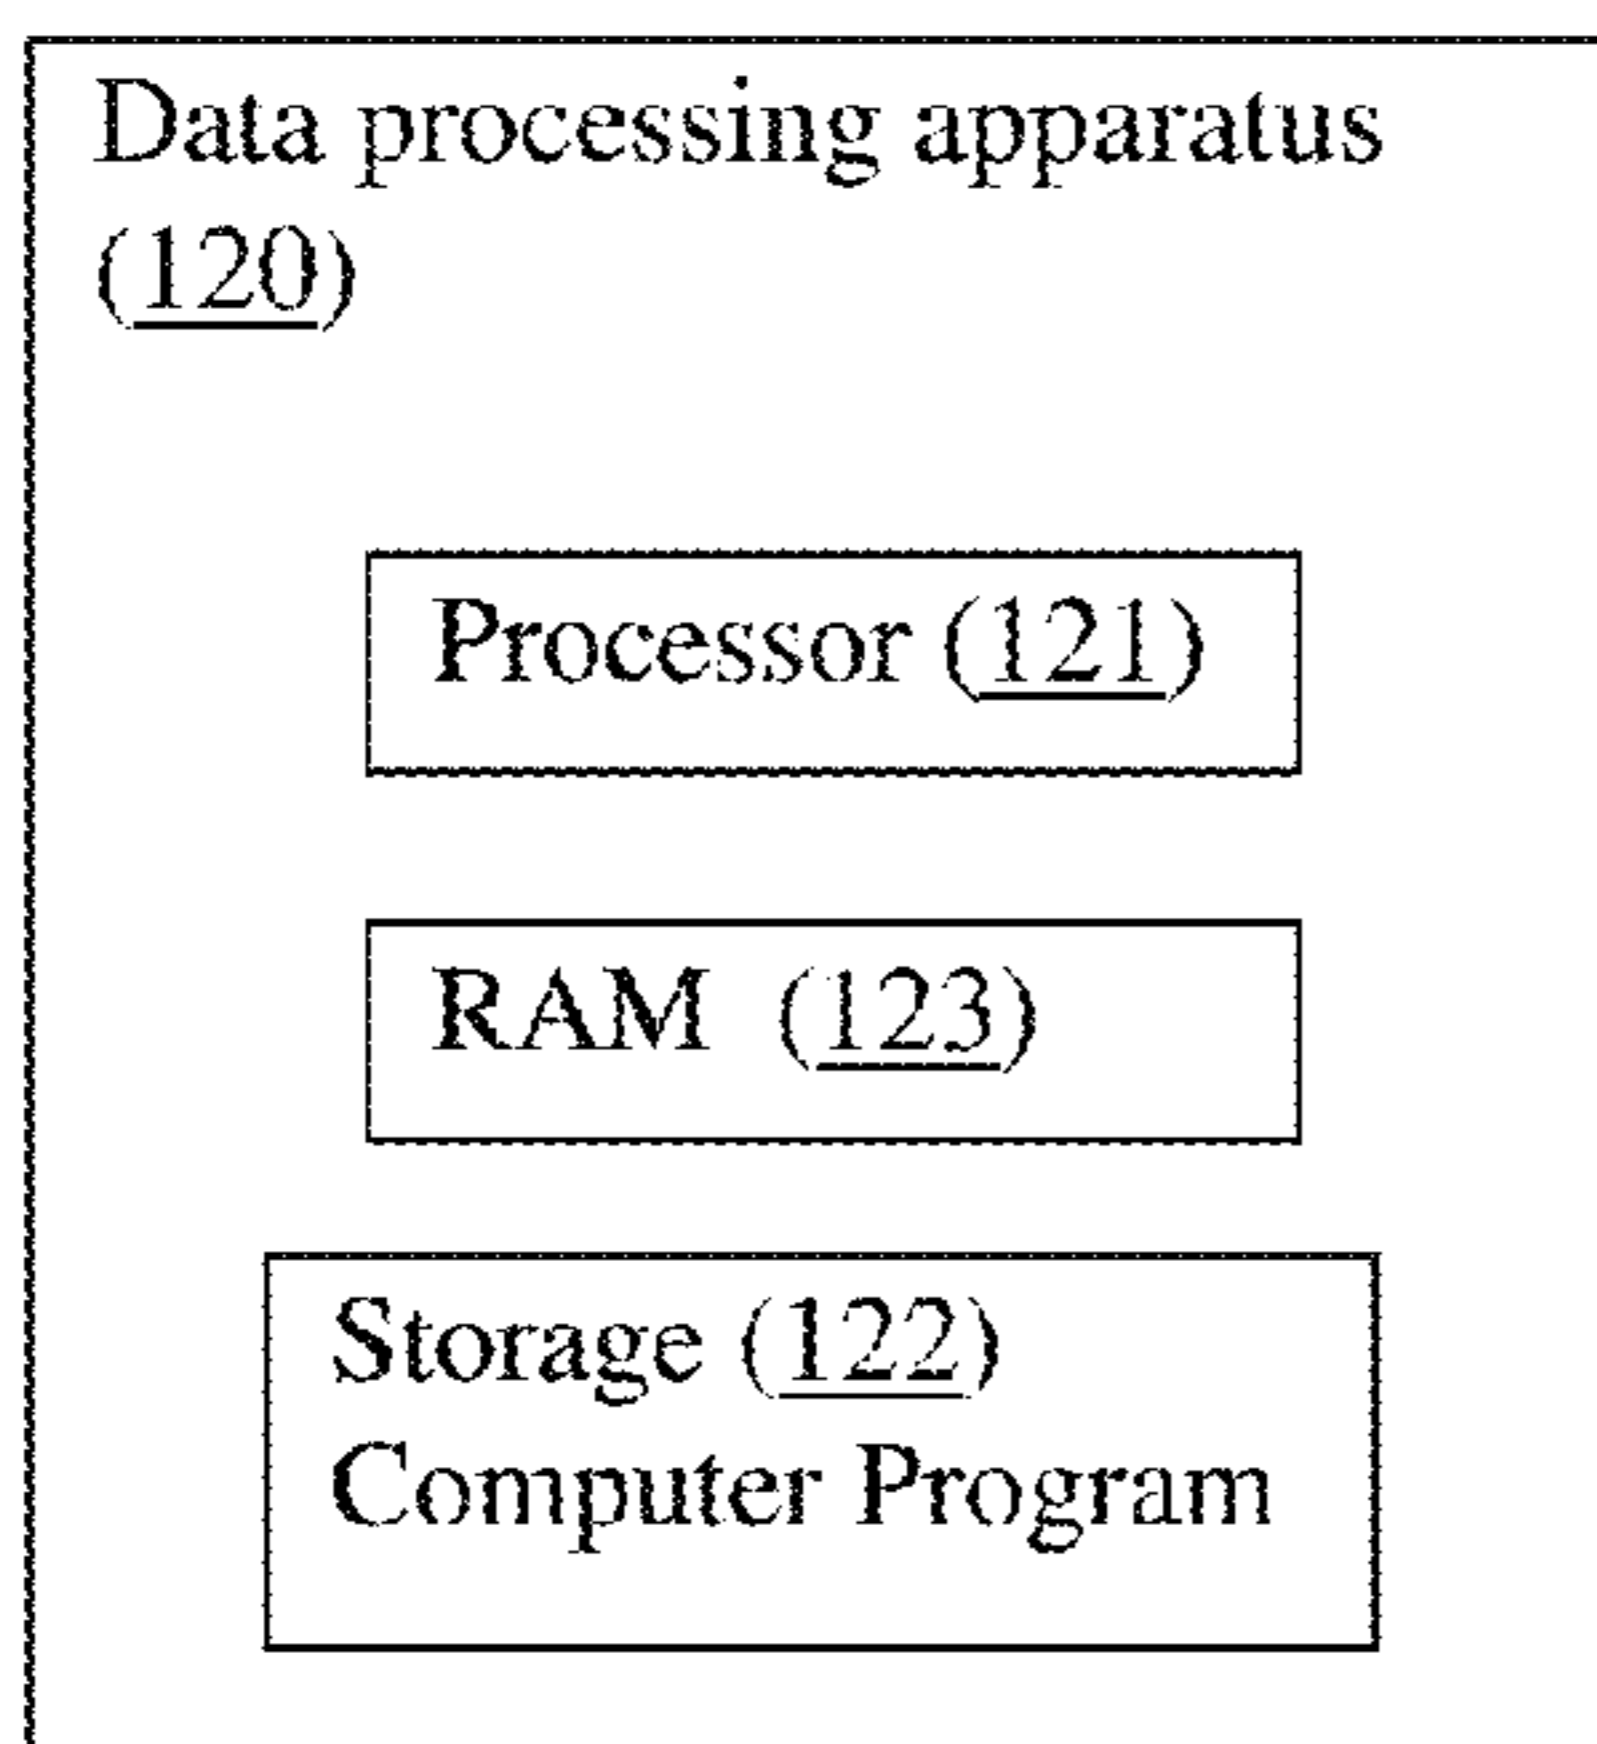 Data processing apparatus
(120)
Processor (121)
RAM (123)
Storage (122)
Computer Program